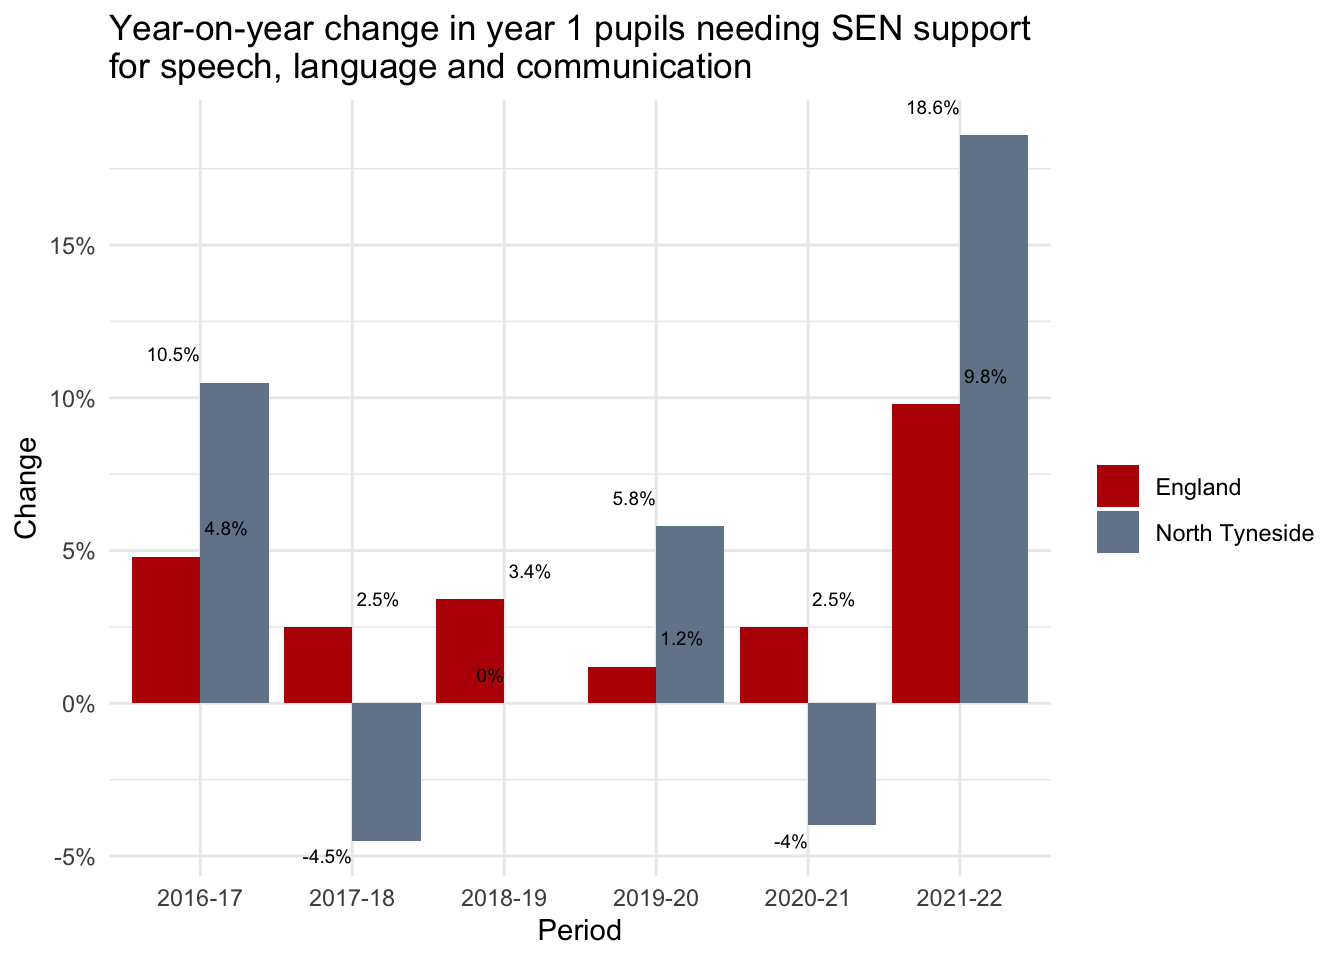 Year-on-year change in year 1 pupils needing SEN support
for speech, language and communication
18.6%
15%
10.5%
10%
9.8%
5.8%
4.8%
5%
3.4%
2.5%
2.5%
1.2%
0%
0%
-4%
-4.5%
-5%
Change
England
North Tyneside
2016-17 2017-18 2018-19 2019-20 2020-21 2021-22
Period